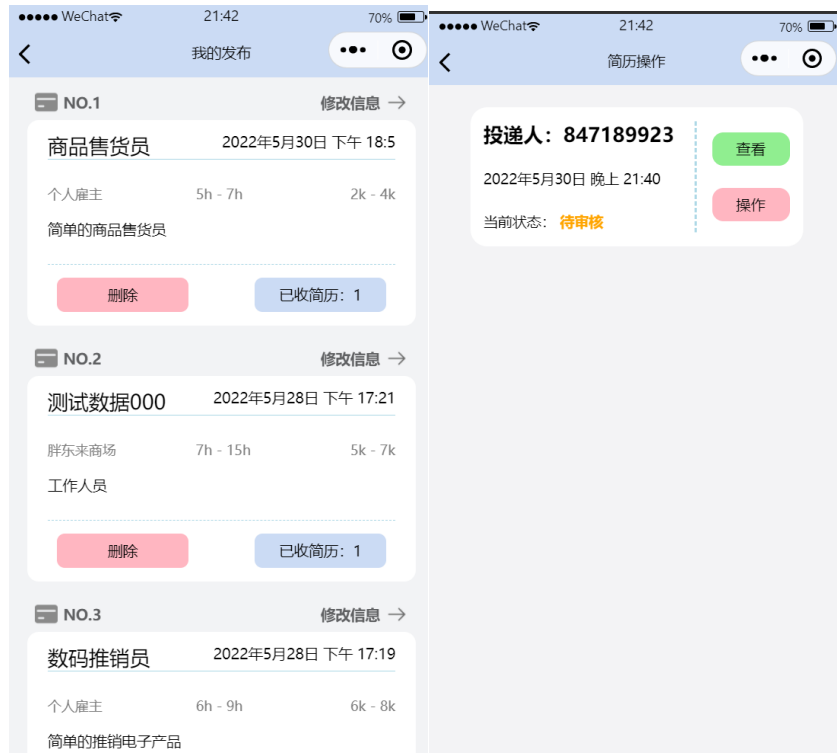 WeChat 21:42 70%
我的发布
NO.1 修改信息
商品售货员 2022年5月30日 下午 18:5
个人雇主 5h - 7h 2k - 4k
简单的商品售货员
删除 已收简历：1
NO.2 修改信息
测试数据000 2022年5月28日 下午 17:21
胖东来商场 7h - 15h 5k - 7k
工作人员
删除 已收简历：1
NO.3 修改信息
数码推销员 2022年5月28日 下午 17:19
个人雇主 6h - 9h 6k - 8k
简单的推销电子产品
WeChat 21:42 70%
简历操作
投递人：847189923
查看
2022年5月30日 晚上 21:40
操作
当前状态： 待审核